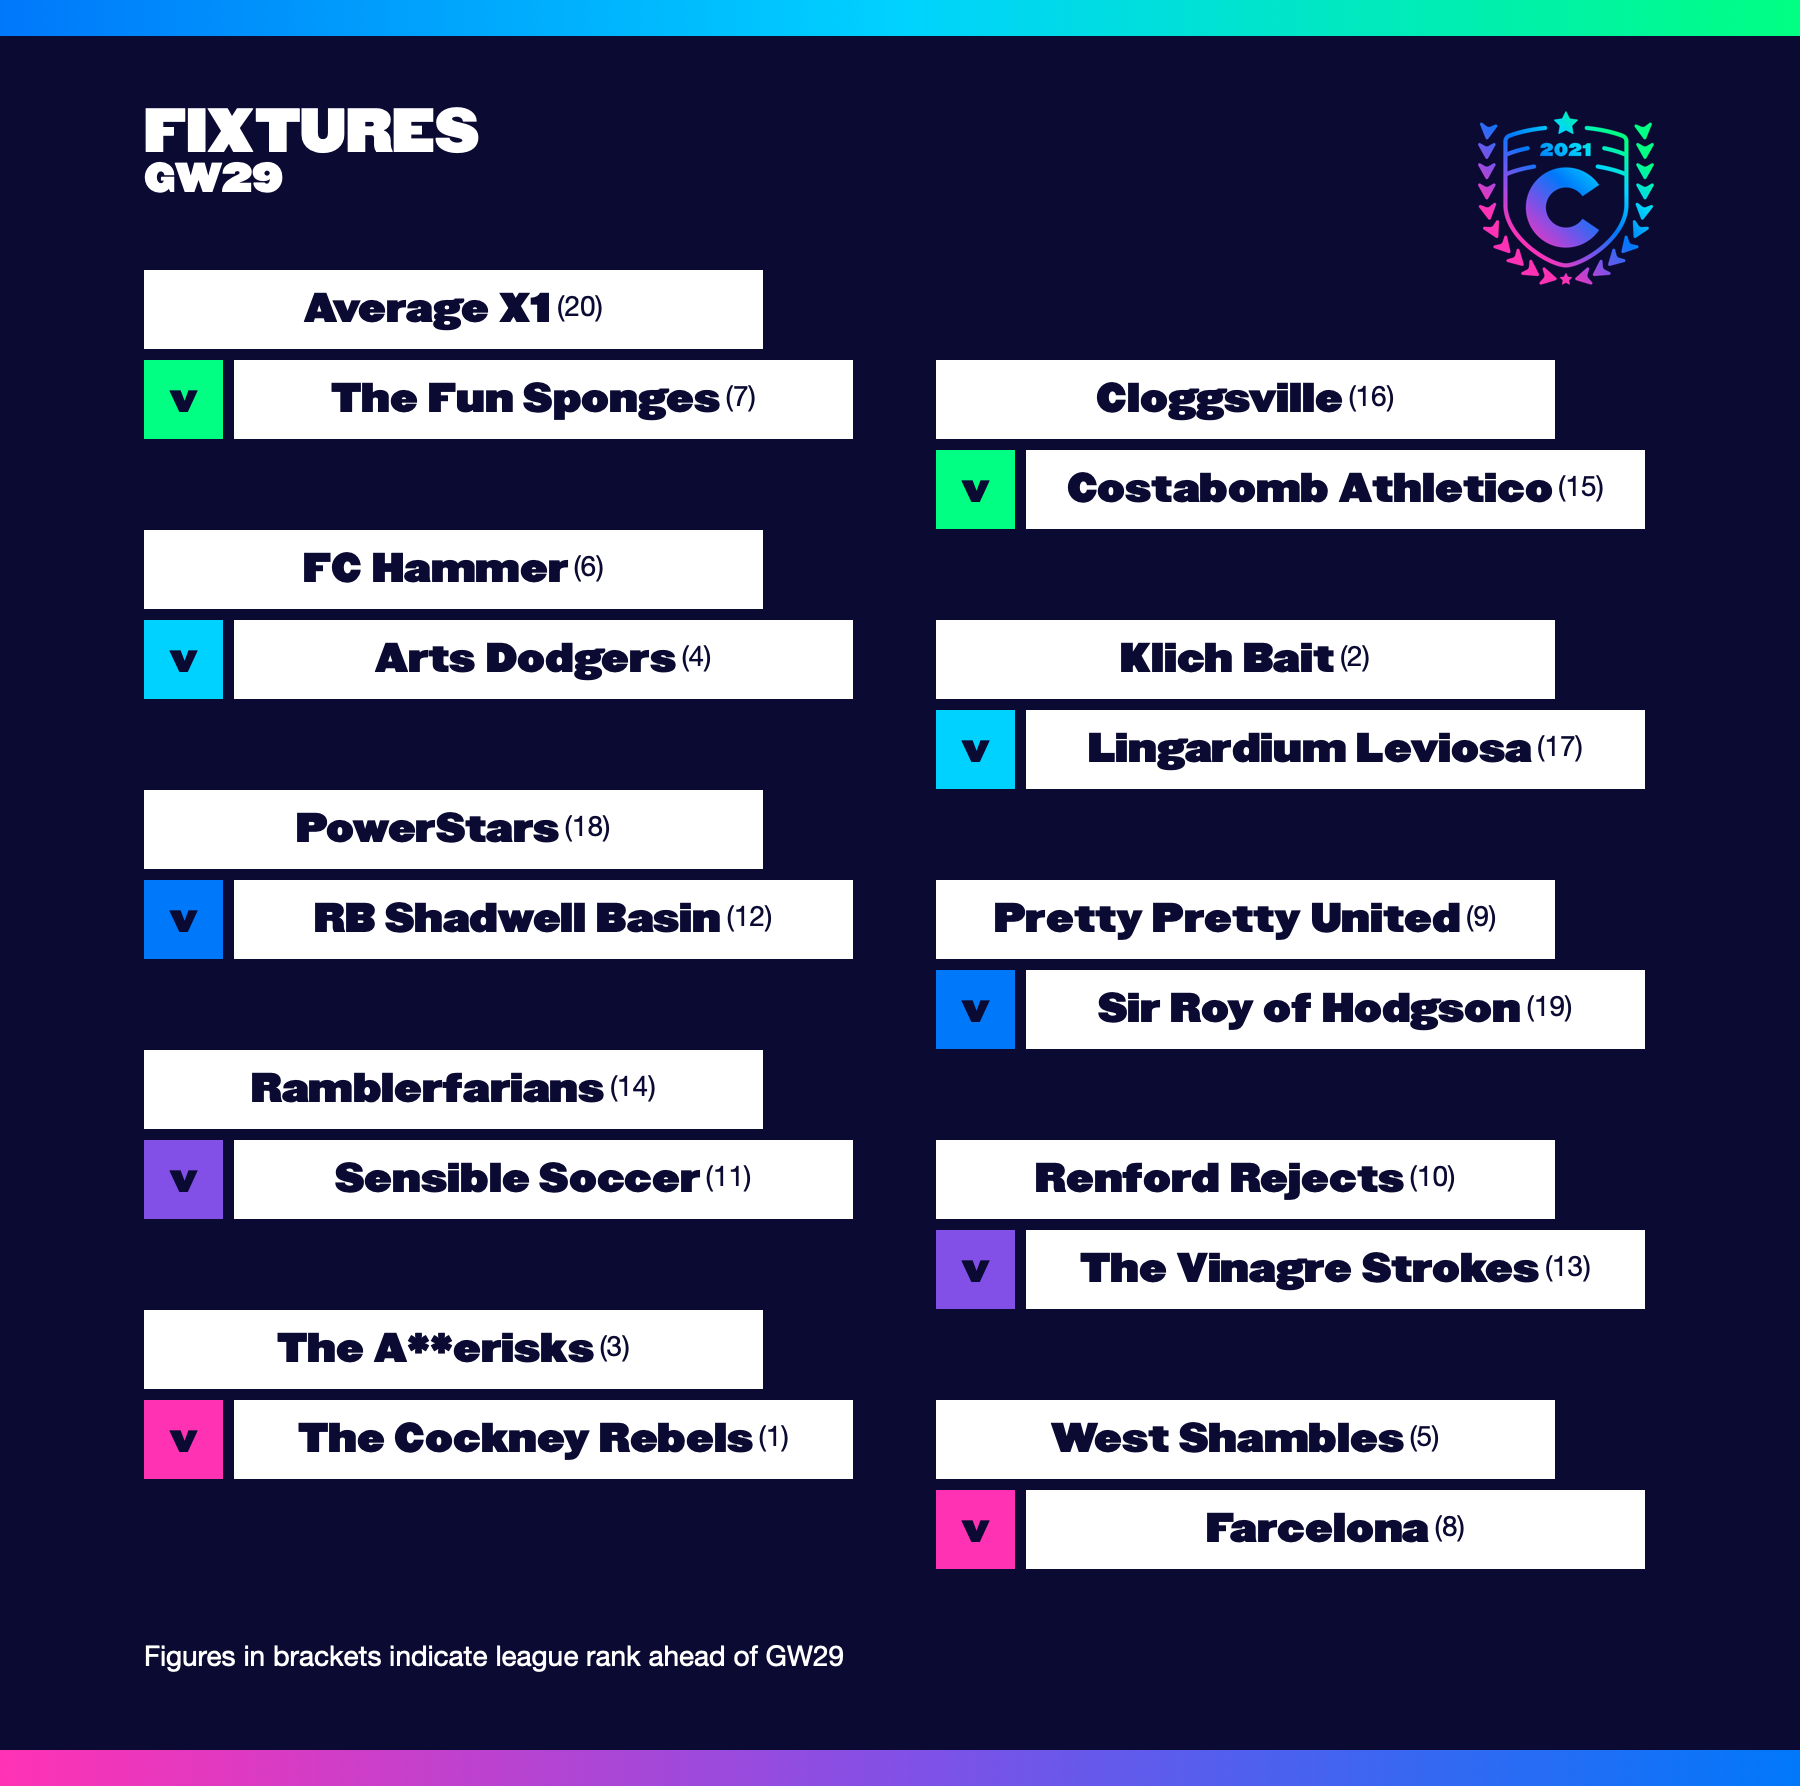 FIXTURES
GW29
2021
C
Average X1 (20)
v The Fun Sponges (7)
Cloggsville (16)
v Costabomb Athletico (15)
FC Hammer (6)
v Arts Dodgers (4)
Klich Bait (2)
v Lingardium Leviosa (17)
PowerStars (18)
v RB Shadwell Basin (12)
Pretty Pretty United (9)
v Sir Roy of Hodgson (19)
Ramblerfarians (14)
v Sensible Soccer (11)
Renford Rejects (10)
v The Vinagre Strokes (13)
The A**erisks (3)
v The Cockney Rebels (1)
West Shambles (5)
v Farcelona (8)
Figures in brackets indicate league rank ahead of GW29